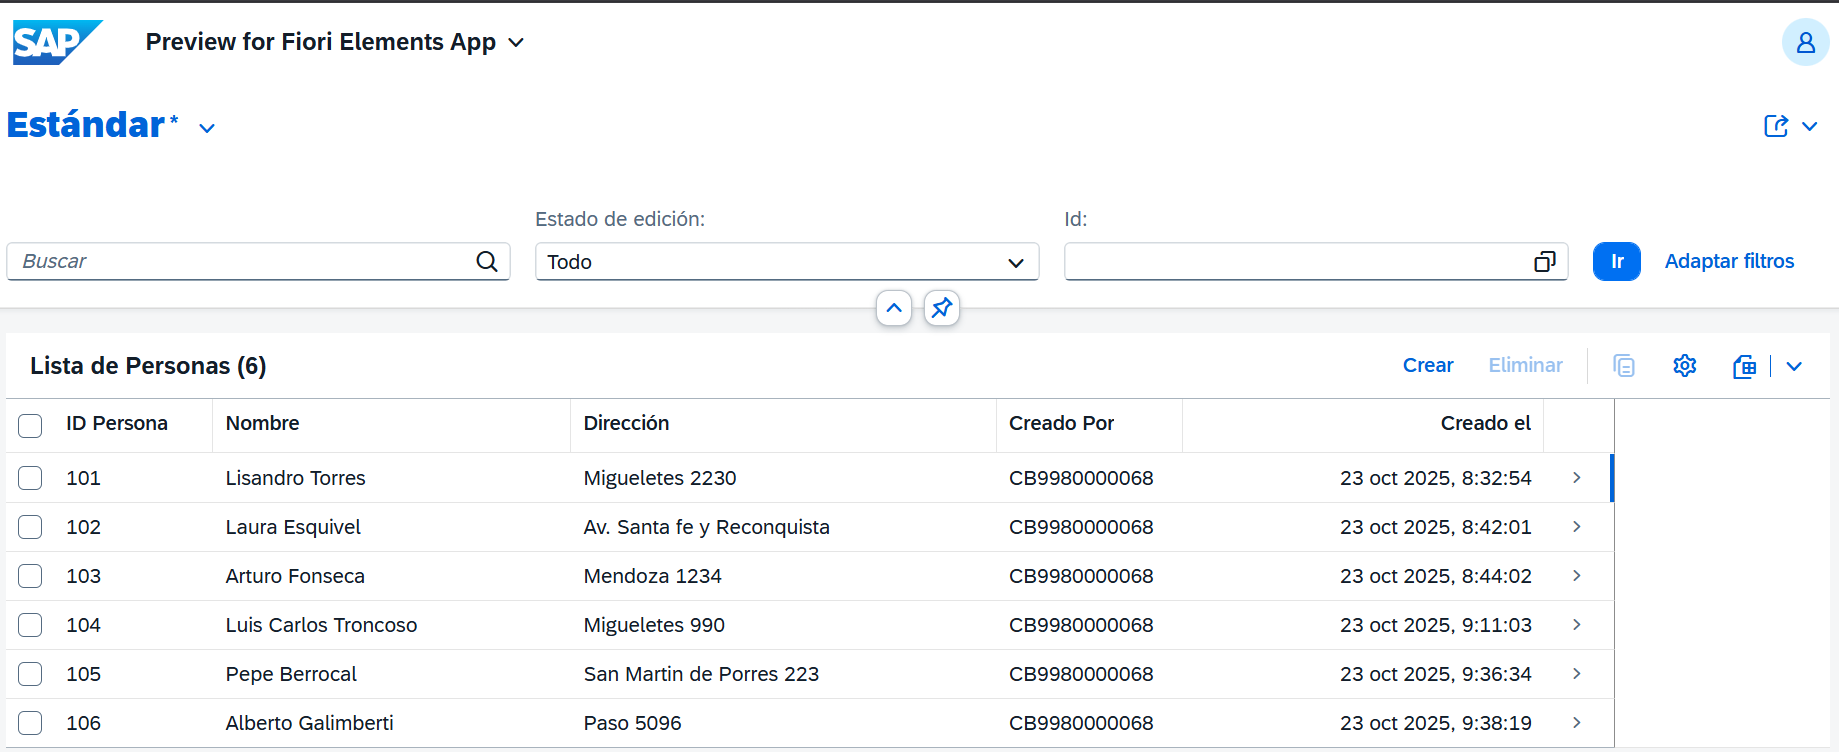 SAP Preview for Fiori Elements App
Estándar*
Estado de edición: Id:
Buscar Todo Ir Adaptar filtros
Lista de Personas (6) Crear Eliminar
ID Persona Nombre Dirección Creado Por Creado el
101 Lisandro Torres Migueletes 2230 CB9980000068 23 oct 2025, 8:32:54
102 Laura Esquivel Av. Santa fe y Reconquista CB9980000068 23 oct 2025, 8:42:01
103 Arturo Fonseca Mendoza 1234 CB9980000068 23 oct 2025, 8:44:02
104 Luis Carlos Troncoso Migueletes 990 CB9980000068 23 oct 2025, 9:11:03
105 Pepe Berrocal San Martin de Porres 223 CB9980000068 23 oct 2025, 9:36:34
106 Alberto Galimberti Paso 5096 CB9980000068 23 oct 2025, 9:38:19